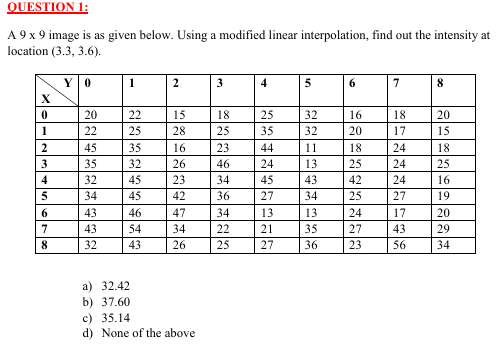 QUESTION 1:
A 9 x 9 image is as given below. Using a modified linear interpolation, find out the intensity at
location (3.3, 3.6).
Y 0 1 2 3 4 5 6 7 8
X
0 20 22 15 18 25 32 16 18 20
1 22 25 28 25 35 32 20 17 15
2 45 35 16 23 44 11 18 24 18
3 35 32 26 46 24 13 25 24 25
4 32 45 23 34 45 43 42 24 16
5 34 45 42 36 27 34 25 27 19
6 43 46 47 34 13 13 24 17 20
7 43 54 34 22 21 35 27 43 29
8 32 43 26 25 27 36 23 56 34
a) 32.42
b) 37.60
c) 35.14
d) None of the above